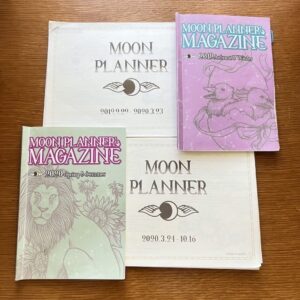 MOON
PLANNER
2019.9.29 - 2020.3.23
MOON PLANNER
MAGAZINE
2019
MOON PLANNER
MAGAZINE
2020 Spring & Summer
MOON
PLANNER
2020.3.24 - 10.16